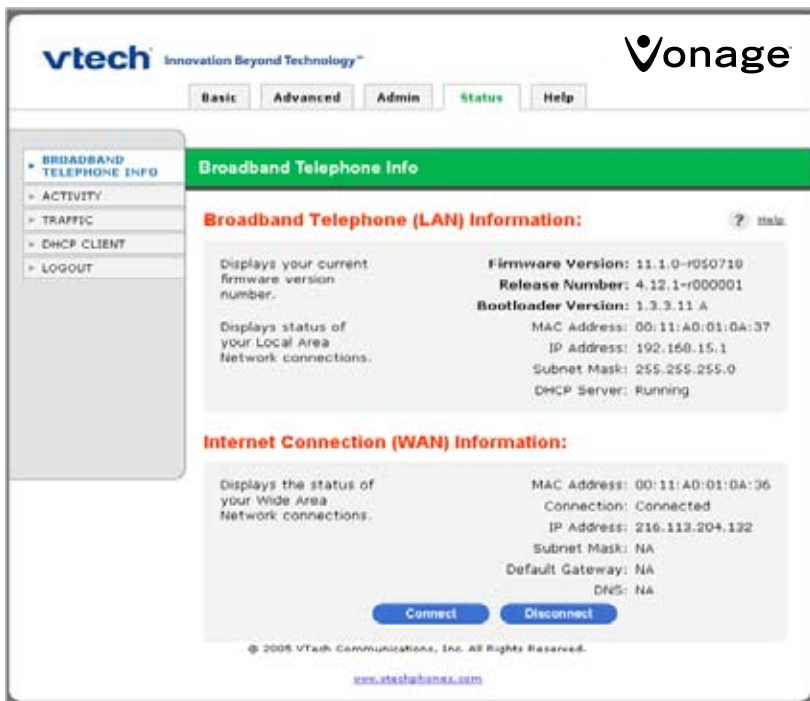 vtech Innovation Beyond Technology™
Vonage
Basic Advanced Admin Status Help
BROADBAND
TELEPHONE INFO
ACTIVITY
TRAFFIC
DHCP CLIENT
LOGOUT
Broadband Telephone Info
Broadband Telephone (LAN) Information:
? Help
Displays your current
firmware version
number.
Displays status of
your Local Area
Network connections.
Firmware Version: 11.1.0-r050718
Release Number: 4.12.1-r000001
Bootloader Version: 1.3.3.11 A
MAC Address: 00:11:A0:01:0A:37
IP Address: 192.168.15.1
Subnet Mask: 255.255.255.0
DHCP Server: Running
Internet Connection (WAN) Information:
Displays the status of
your Wide Area
Network connections.
MAC Address: 00:11:A0:01:0A:36
Connection: Connected
IP Address: 216.113.204.132
Subnet Mask: NA
Default Gateway: NA
DNS: NA
Connect Disconnect
@ 2005 VTech Communications, Inc. All Rights Reserved.
www.vtechphones.com